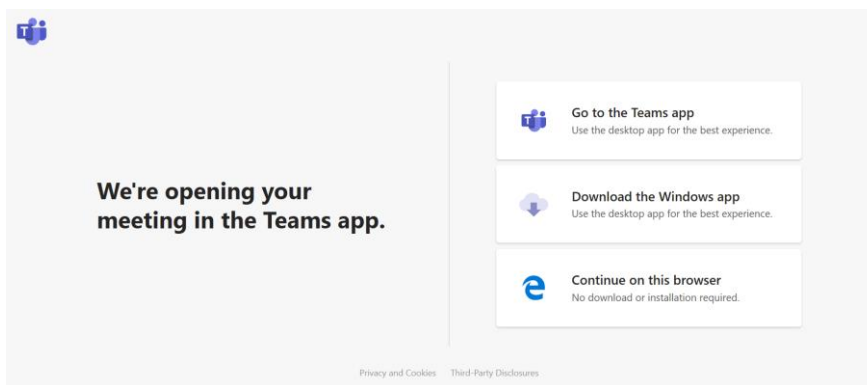 We're opening your
meeting in the Teams app.
Go to the Teams app
Use the desktop app for the best experience.
Download the Windows app
Use the desktop app for the best experience.
Continue on this browser
No download or installation required.
Privacy and Cookies Third-Party Disclosures